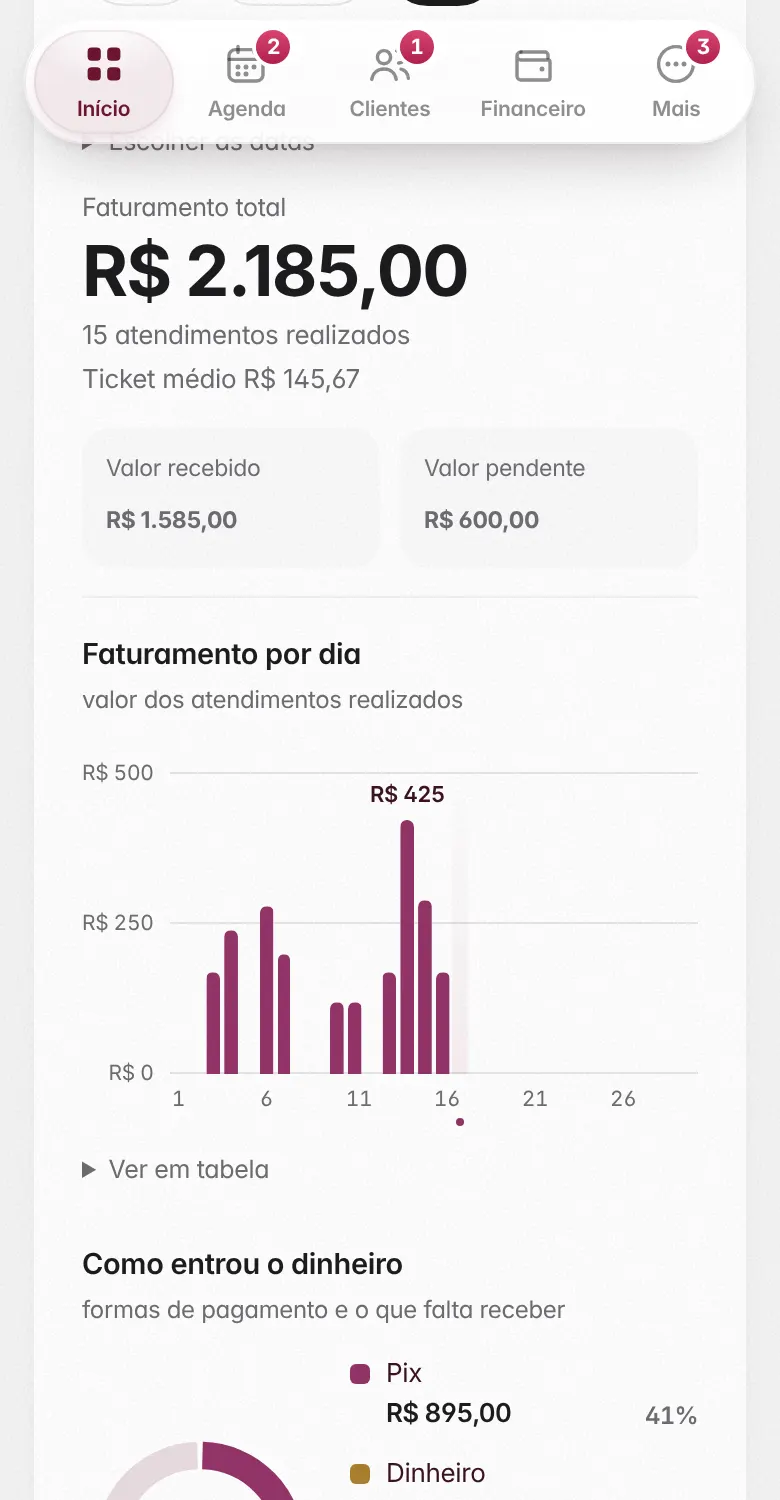 2
1
3
Início
Agenda
Clientes
Financeiro
Mais
Escolher as datas
Faturamento total
R$ 2.185,00
15 atendimentos realizados
Ticket médio R$ 145,67
Valor recebido
Valor pendente
R$ 1.585,00
R$ 600,00
Faturamento por dia
valor dos atendimentos realizados
R$ 500
R$ 425
R$ 250
R$ 0
1
6
11
16
21
26
Ver em tabela
Como entrou o dinheiro
formas de pagamento e o que falta receber
Pix
R$ 895,00
41%
Dinheiro